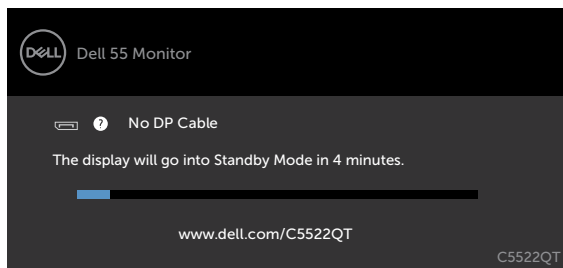 DELL
Dell 55 Monitor
? No DP Cable
The display will go into Standby Mode in 4 minutes.
www.dell.com/C5522QT
C5522QT